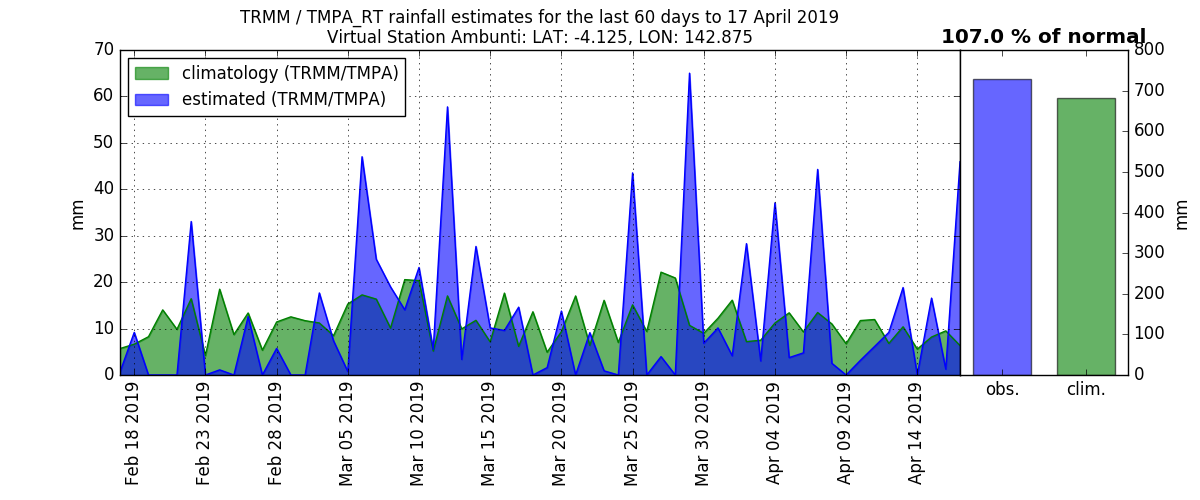 TRMM / TMPA_RT rainfall estimates for the last 60 days to 17 April 2019
Virtual Station Ambunti: LAT: -4.125, LON: 142.875
107.0 % of normal
climatology (TRMM/TMPA)
estimated (TRMM/TMPA)
70
60
50
40
30
20
10
0
mm
Feb 18 2019
Feb 23 2019
Feb 28 2019
Mar 05 2019
Mar 10 2019
Mar 15 2019
Mar 20 2019
Mar 25 2019
Mar 30 2019
Apr 04 2019
Apr 09 2019
Apr 14 2019
obs.
clim.
800
700
600
500
400
300
200
100
0
mm